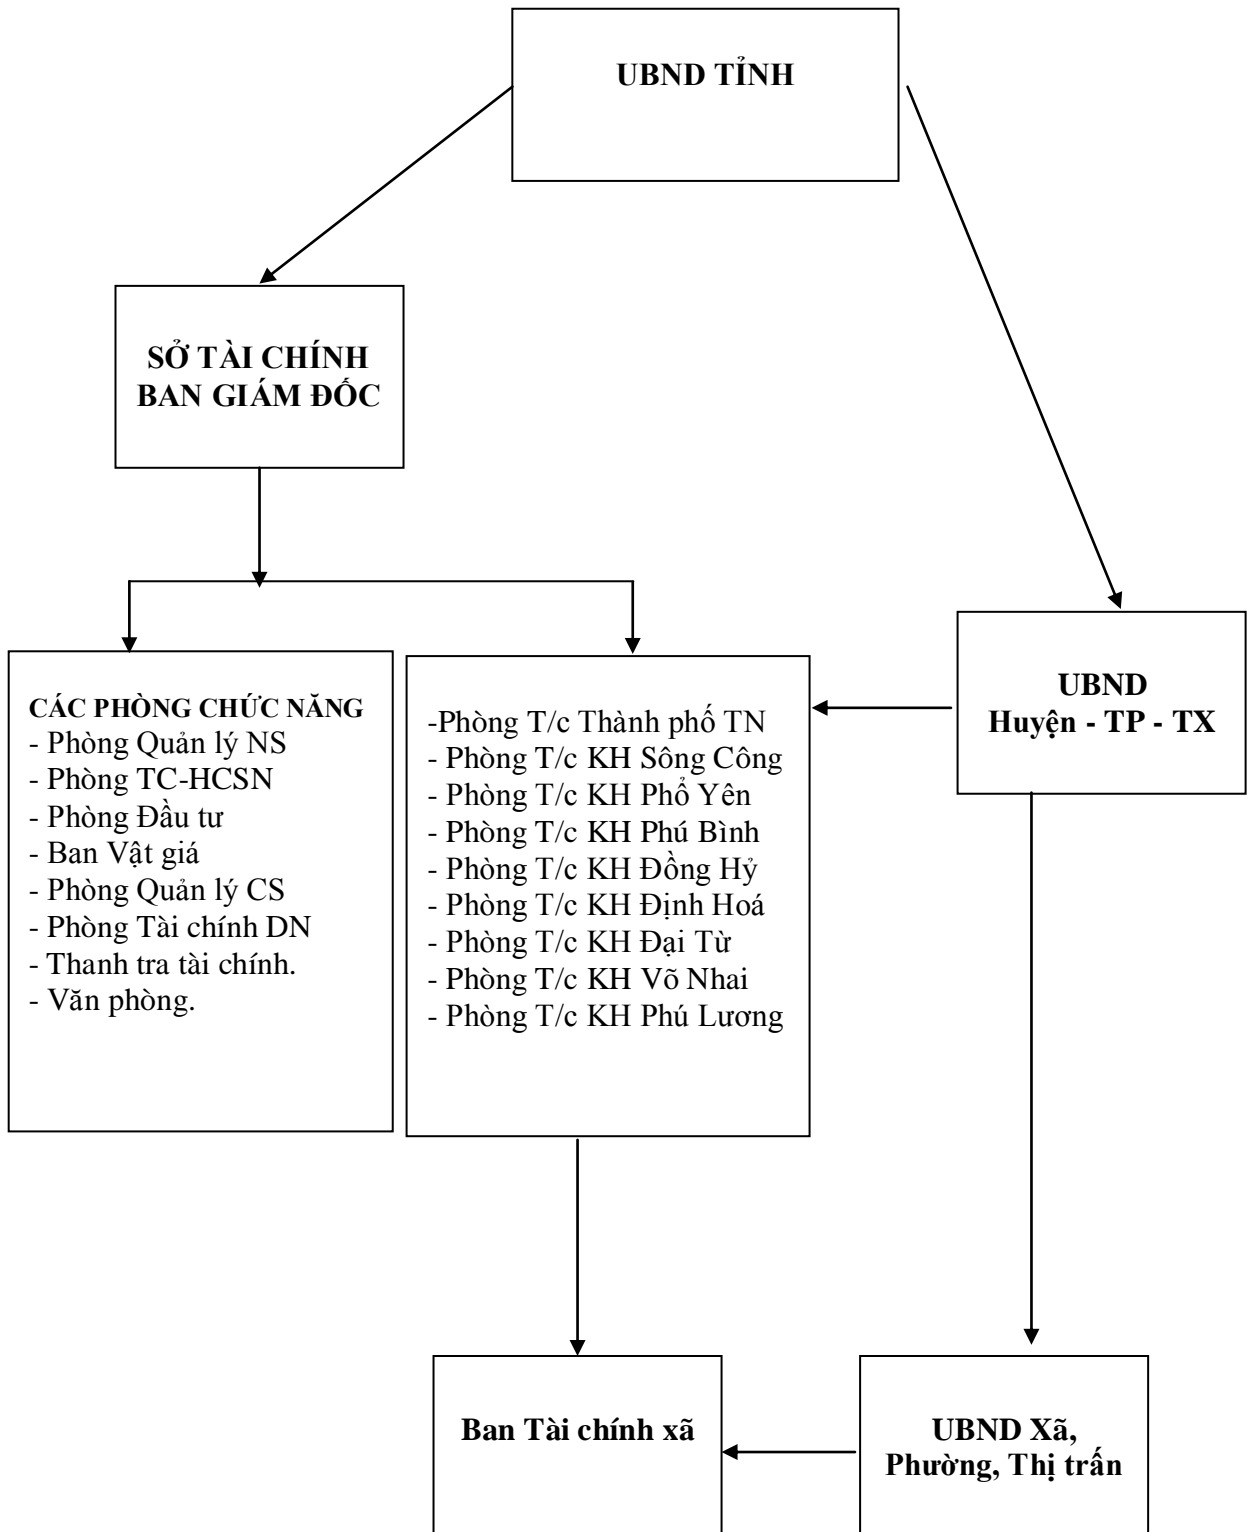 UBND TỈNH
SỞ TÀI CHÍNH
BAN GIÁM ĐỐC
CÁC PHÒNG CHỨC NĂNG
- Phòng Quản lý NS
- Phòng TC-HCSN
- Phòng Đầu tư
- Ban Vật giá
- Phòng Quản lý CS
- Phòng Tài chính DN
- Thanh tra tài chính.
- Văn phòng.
-Phòng T/c Thành phố TN
- Phòng T/c KH Sông Công
- Phòng T/c KH Phổ Yên
- Phòng T/c KH Phú Bình
- Phòng T/c KH Đồng Hỷ
- Phòng T/c KH Định Hoá
- Phòng T/c KH Đại Từ
- Phòng T/c KH Võ Nhai
- Phòng T/c KH Phú Lương
UBND
Huyện - TP - TX
Ban Tài chính xã
UBND Xã,
Phường, Thị trấn